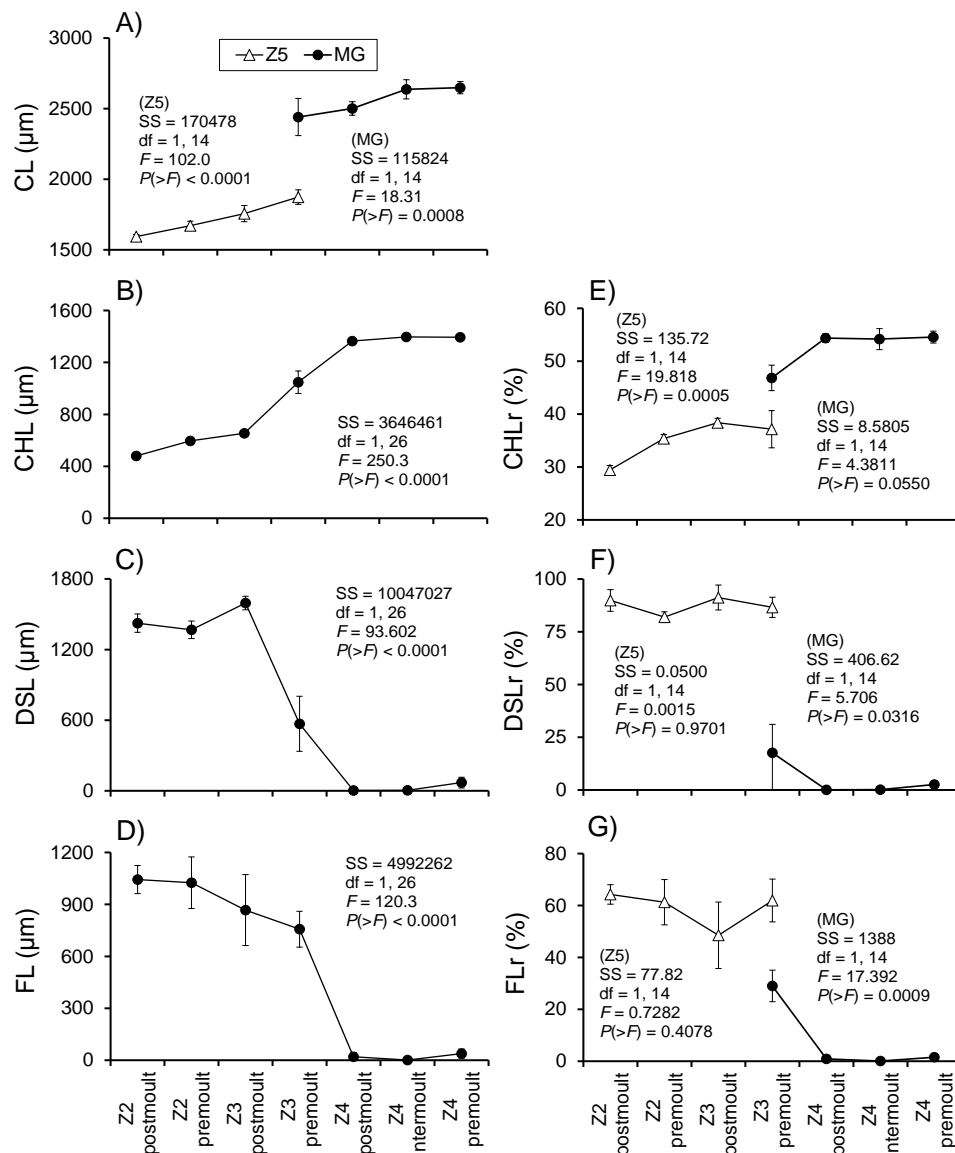 A)
3000
2500
2000
1500
CL (µm)
Z5
MG
(Z5)
SS = 170478
df = 1, 14
F = 102.0
P(>F) < 0.0001
(MG)
SS = 115824
df = 1, 14
F = 18.31
P(>F) = 0.0008
B)
1600
1200
800
400
0
CHL (µm)
SS = 3646461
df = 1, 26
F = 250.3
P(>F) < 0.0001
E)
60
50
40
30
20
CHLr (%)
(Z5)
SS = 135.72
df = 1, 14
F = 19.818
P(>F) = 0.0005
(MG)
SS = 8.5805
df = 1, 14
F = 4.3811
P(>F) = 0.0550
C)
1800
1200
600
0
DSL (µm)
SS = 10047027
df = 1, 26
F = 93.602
P(>F) < 0.0001
F)
100
75
50
25
0
DSLr (%)
(Z5)
SS = 0.0500
df = 1, 14
F = 0.0015
P(>F) = 0.9701
(MG)
SS = 406.62
df = 1, 14
F = 5.706
P(>F) = 0.0316
D)
1200
900
600
300
0
FL (µm)
SS = 4992262
df = 1, 26
F = 120.3
P(>F) < 0.0001
G)
80
60
40
20
0
FLr (%)
(Z5)
SS = 77.82
df = 1, 14
F = 0.7282
P(>F) = 0.4078
(MG)
SS = 1388
df = 1, 14
F = 17.392
P(>F) = 0.0009
Z2
postmoult
Z2
premoult
Z3
postmoult
Z3
premoult
Z4
postmoult
Z4
ntermoult
Z4
premoult
Z2
postmoult
Z2
premoult
Z3
postmoult
Z3
premoult
Z4
postmoult
Z4
ntermoult
Z4
premoult